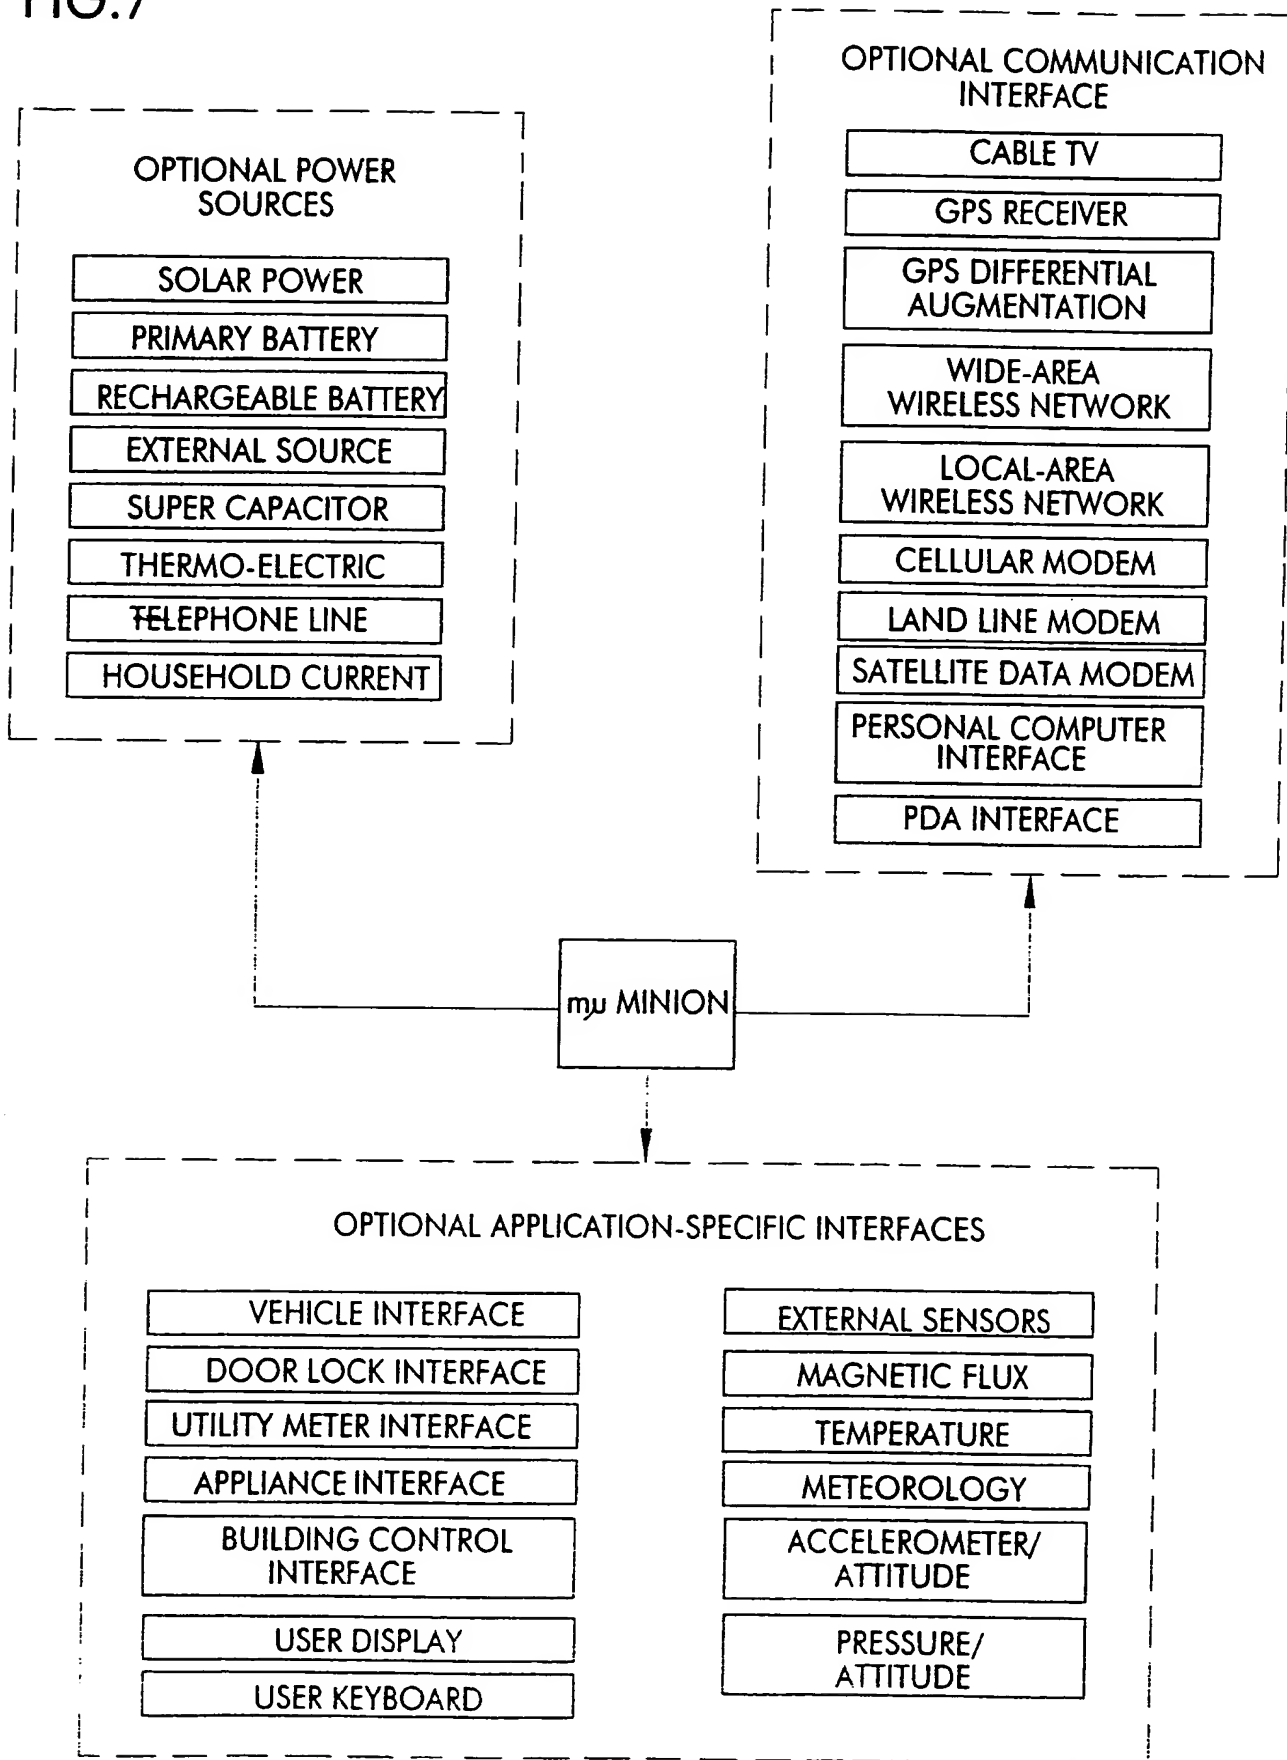 FIG.7
OPTIONAL POWER
SOURCES
SOLAR POWER
PRIMARY BATTERY
RECHARGEABLE BATTERY
EXTERNAL SOURCE
SUPER CAPACITOR
THERMO-ELECTRIC
TELEPHONE LINE
HOUSEHOLD CURRENT
OPTIONAL COMMUNICATION
INTERFACE
CABLE TV
GPS RECEIVER
GPS DIFFERENTIAL
AUGMENTATION
WIDE-AREA
WIRELESS NETWORK
LOCAL-AREA
WIRELESS NETWORK
CELLULAR MODEM
LAND LINE MODEM
SATELLITE DATA MODEM
PERSONAL COMPUTER
INTERFACE
PDA INTERFACE
mμ MINION
OPTIONAL APPLICATION-SPECIFIC INTERFACES
VEHICLE INTERFACE
DOOR LOCK INTERFACE
UTILITY METER INTERFACE
APPLIANCE INTERFACE
BUILDING CONTROL
INTERFACE
USER DISPLAY
USER KEYBOARD
EXTERNAL SENSORS
MAGNETIC FLUX
TEMPERATURE
METEOROLOGY
ACCELEROMETER/
ATTITUDE
PRESSURE/
ATTITUDE